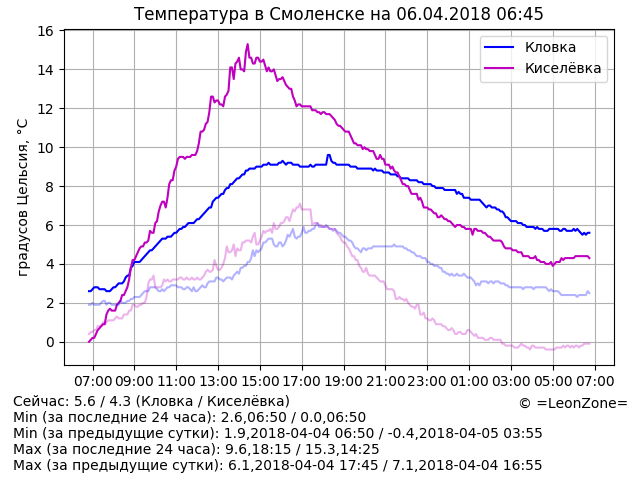 Температура в Смоленске на 06.04.2018 06:45
градусов Цельсия, °C
16
14
12
10
8
6
4
2
0
Кловка
Киселёвка
07:00 09:00 11:00 13:00 15:00 17:00 19:00 21:00 23:00 01:00 03:00 05:00 07:00
Сейчас: 5.6 / 4.3 (Кловка / Киселёвка)
© =LeonZone=
Min (за последние 24 часа): 2.6,06:50 / 0.0,06:50
Min (за предыдущие сутки): 1.9,2018-04-04 06:50 / -0.4,2018-04-05 03:55
Max (за последние 24 часа): 9.6,18:15 / 15.3,14:25
Max (за предыдущие сутки): 6.1,2018-04-04 17:45 / 7.1,2018-04-04 16:55